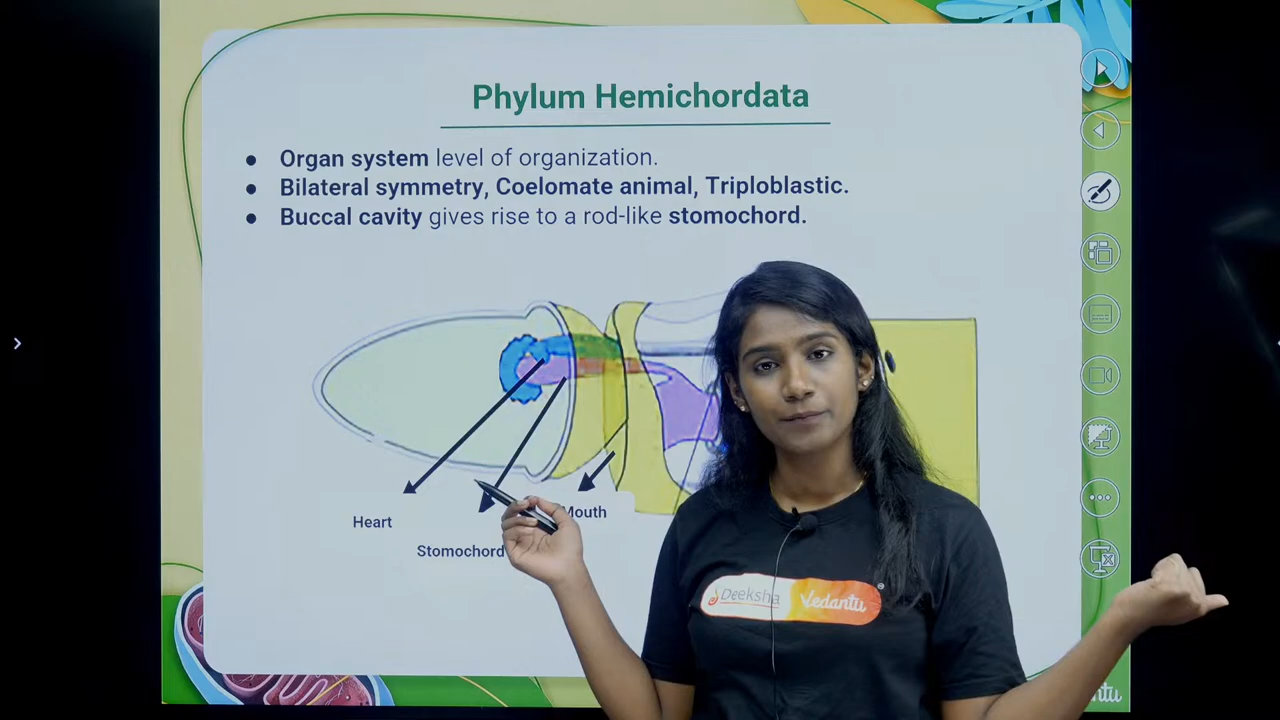 Phylum Hemichordata
● Organ system level of organization.
● Bilateral symmetry, Coelomate animal, Triploblastic.
● Buccal cavity gives rise to a rod-like stomochord.
Heart
Mouth
Stomochord
Deeksha Vedantu